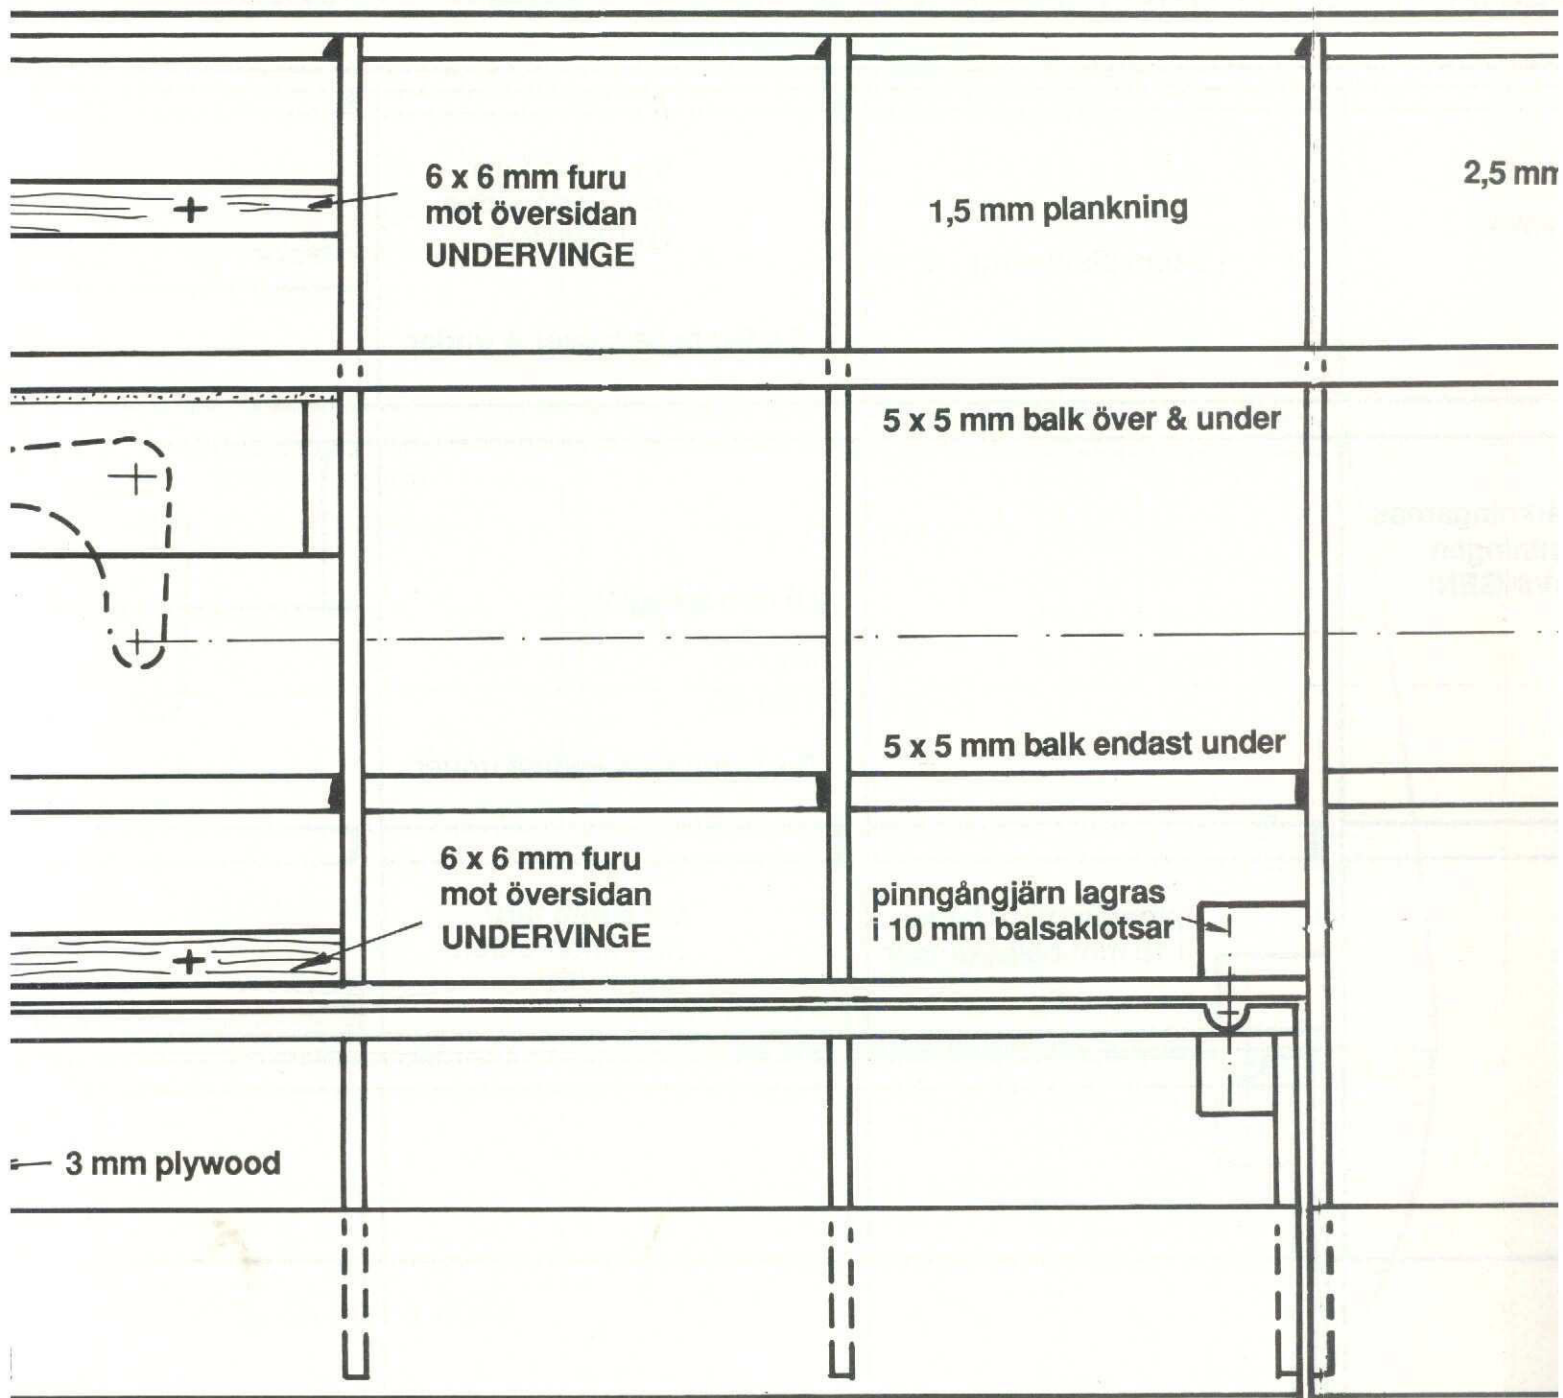 6 x 6 mm furu
mot översidan
UNDERVINGE
1,5 mm plankning
2,5 mm
5 x 5 mm balk över & under
5 x 5 mm balk endast under
6 x 6 mm furu
mot översidan
UNDERVINGE
pinngångjärn lagras
i 10 mm balsaklotsar
3 mm plywood